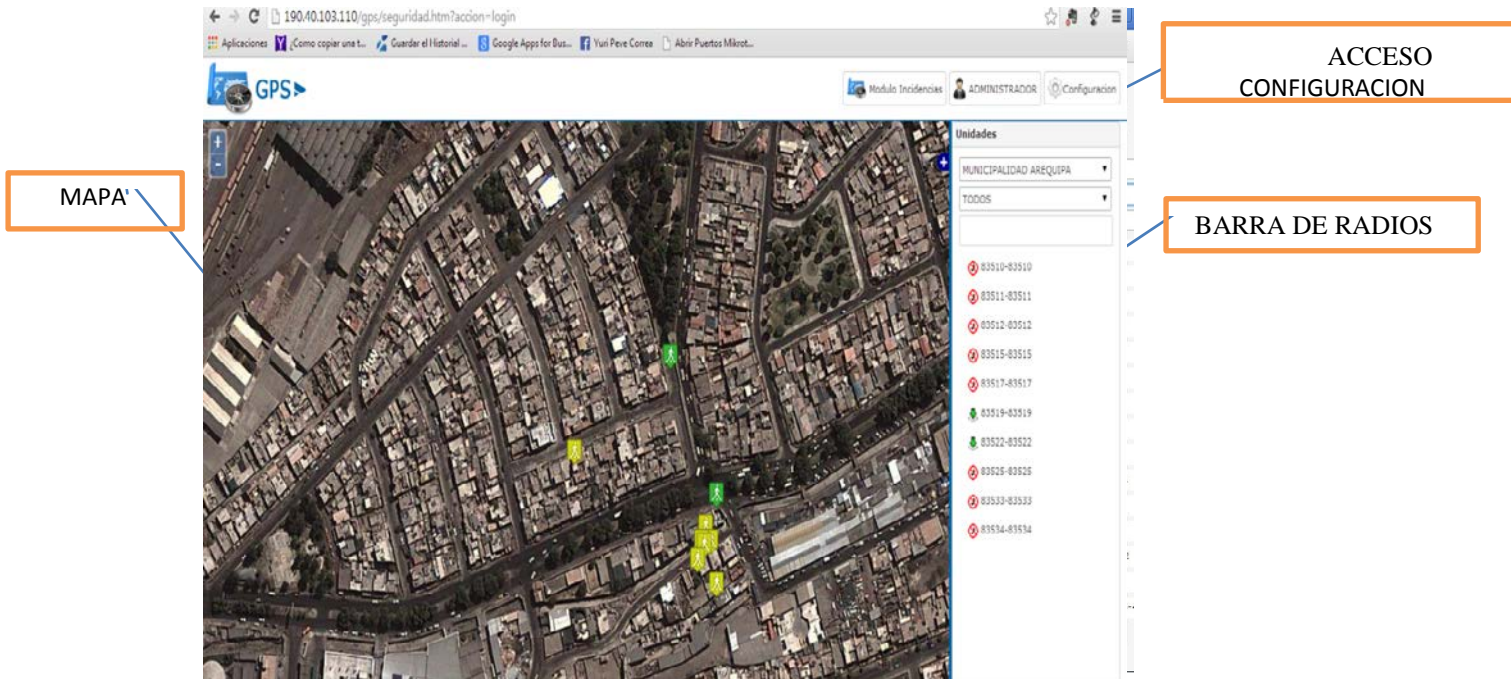 190.40.103.110/gps/seguridad.htm?accion=login
Aplicaciones ¿Como copiar una t... Guardar el Historial ... Google Apps for Bus... Yuri Peve Correa Abrir Puertos Mikrot...
GPS
Modulo Incidencias ADMINISTRADOR Configuracion
ACCESO
CONFIGURACION
MAPA
Unidades
MUNICIPALIDAD AREQUIPA
TODOS
BARRA DE RADIOS
83510-83510
83511-83511
83512-83512
83515-83515
83517-83517
83519-83519
83522-83522
83525-83525
83533-83533
83534-83534